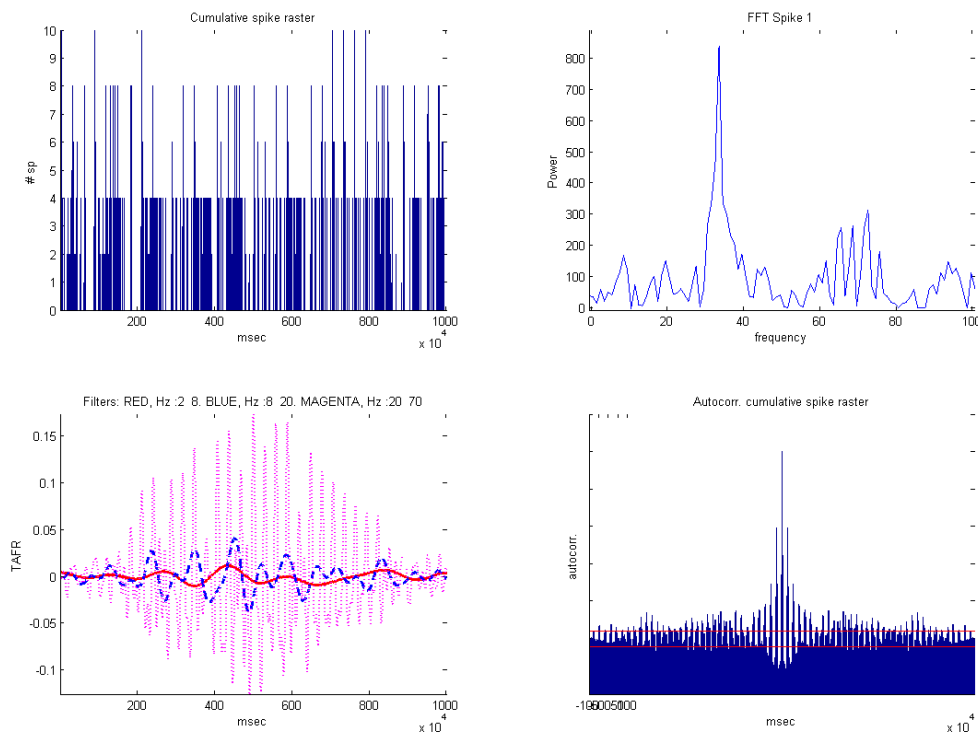 Cumulative spike raster
10
9
8
7
6
5
4
3
2
1
0
# sp
200 400 600 800 1000
msec
x 10^4
FFT Spike 1
800
700
600
500
400
300
200
100
0
Power
0 20 40 60 80 100
frequency
Filters: RED, Hz :2 8. BLUE, Hz :8 20. MAGENTA, Hz :20 70
0.15
0.1
0.05
0
-0.05
-0.1
TAFR
200 400 600 800 1000
msec
x 10^4
Autocorr. cumulative spike raster
autocorr.
msec
x 10^4